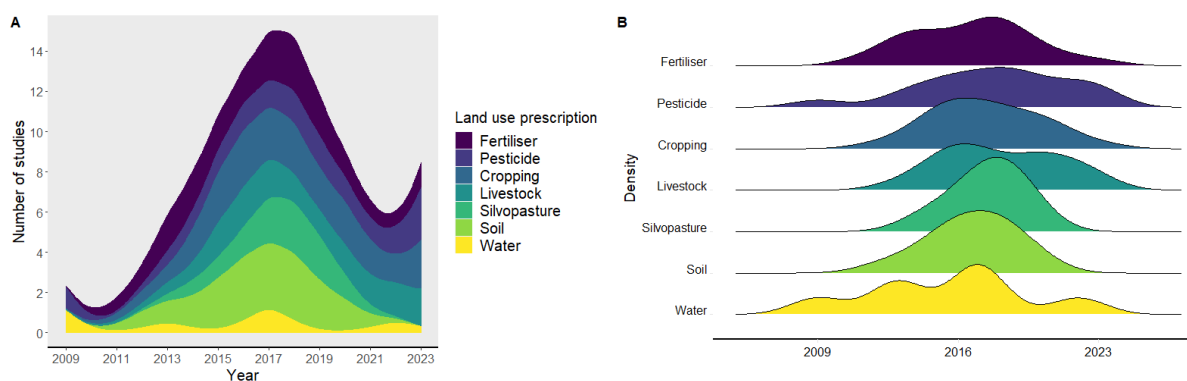 A
Number of studies
14
12
10
8
6
4
2
0
2009 2011 2013 2015 2017 2019 2021 2023
Year
Land use prescription
Fertiliser
Pesticide
Cropping
Livestock
Silvopasture
Soil
Water
B
Density
Fertiliser
Pesticide
Cropping
Livestock
Silvopasture
Soil
Water
2009 2016 2023